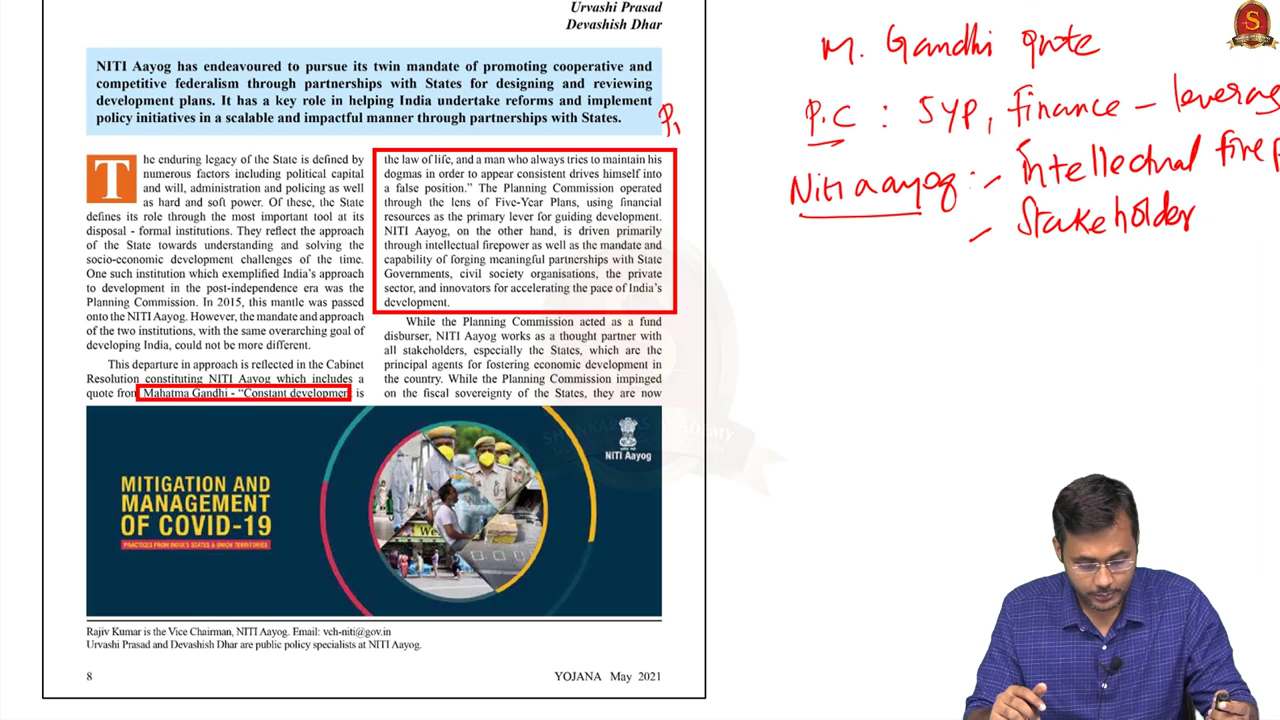 Urvashi Prasad
Devashish Dhar
NITI Aayog has endeavoured to pursue its twin mandate of promoting cooperative and
competitive federalism through partnerships with States for designing and reviewing
development plans. It has a key role in helping India undertake reforms and implement
policy initiatives in a scalable and impactful manner through partnerships with States.
P1
The enduring legacy of the State is defined by
numerous factors including political capital
and will, administration and policing as well
as hard and soft power. Of these, the State
defines its role through the most important tool at its
disposal - formal institutions. They reflect the approach
of the State towards understanding and solving the
socio-economic development challenges of the time.
One such institution which exemplified India's approach
to development in the post-independence era was the
Planning Commission. In 2015, this mantle was passed
onto the NITI Aayog. However, the mandate and approach
of the two institutions, with the same overarching goal of
developing India, could not be more different.
This departure in approach is reflected in the Cabinet
Resolution constituting NITI Aayog which includes a
quote from Mahatma Gandhi - "Constant development is
the law of life, and a man who always tries to maintain his
dogmas in order to appear consistent drives himself into
a false position." The Planning Commission operated
through the lens of Five-Year Plans, using financial
resources as the primary lever for guiding development.
NITI Aayog, on the other hand, is driven primarily
through intellectual firepower as well as the mandate and
capability of forging meaningful partnerships with State
Governments, civil society organisations, the private
sector, and innovators for accelerating the pace of India's
development.
While the Planning Commission acted as a fund
disburser, NITI Aayog works as a thought partner with
all stakeholders, especially the States, which are the
principal agents for fostering economic development in
the country. While the Planning Commission impinged
on the fiscal sovereignty of the States, they are now
MITIGATION AND
MANAGEMENT
OF COVID-19
PRACTICES FROM INDIA'S STATES & UNION TERRITORIES
NITI Aayog
Rajiv Kumar is the Vice Chairman, NITI Aayog. Email: vch-niti@gov.in
Urvashi Prasad and Devashish Dhar are public policy specialists at NITI Aayog.
8
YOJANA May 2021
M. Gandhi quote
P.C : 5yp, finance - leverag
Niti aayog :- Intellectual firep
- Stakeholder